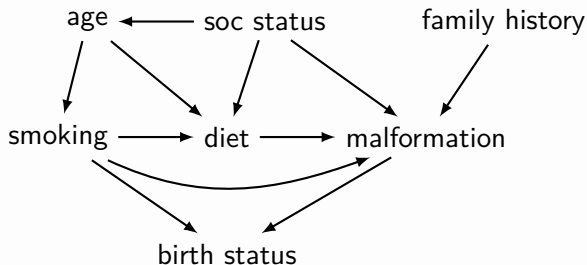 age soc status family history
smoking diet malformation
birth status